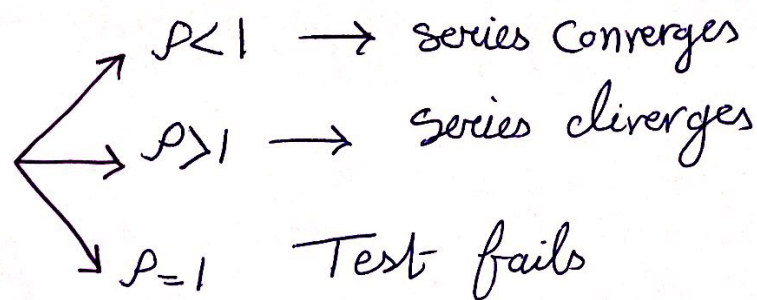 ρ<1 → series converges
ρ>1 → series diverges
ρ=1 Test fails